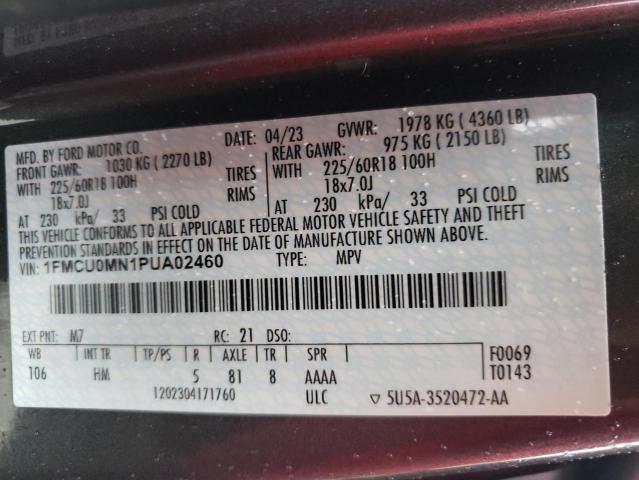 MFD. BY FORD MOTOR CO.
DATE: 04/23
GVWR: 1978 KG ( 4360 LB)
FRONT GAWR: 1030 KG ( 2270 LB)
REAR GAWR: 975 KG ( 2150 LB)
WITH 225/60R18 100H TIRES
WITH 225/60R18 100H TIRES
18x7.0J RIMS
18x7.0J RIMS
AT 230 kPa/ 33 PSI COLD
AT 230 kPa/ 33 PSI COLD
THIS VEHICLE CONFORMS TO ALL APPLICABLE FEDERAL MOTOR VEHICLE SAFETY AND THEFT
PREVENTION STANDARDS IN EFFECT ON THE DATE OF MANUFACTURE SHOWN ABOVE.
VIN: 1FMCU0MN1PUA02460
TYPE: MPV
EXT PNT: M7 RC: 21 DSO:
WB INT TR TP/PS R AXLE TR SPR
106 HM 5 81 8 AAAA
F0069
T0143
1202304171760
ULC
▽ 5U5A-3520472-AA